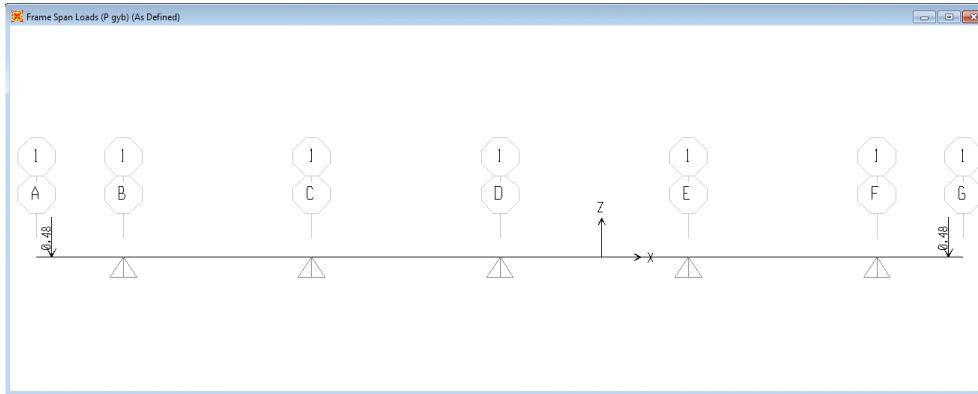 Frame Span Loads (P gyb) (As Defined)
1 1 1 1 1 1 1
A B C D E F G
0.48 Z 0.48
X